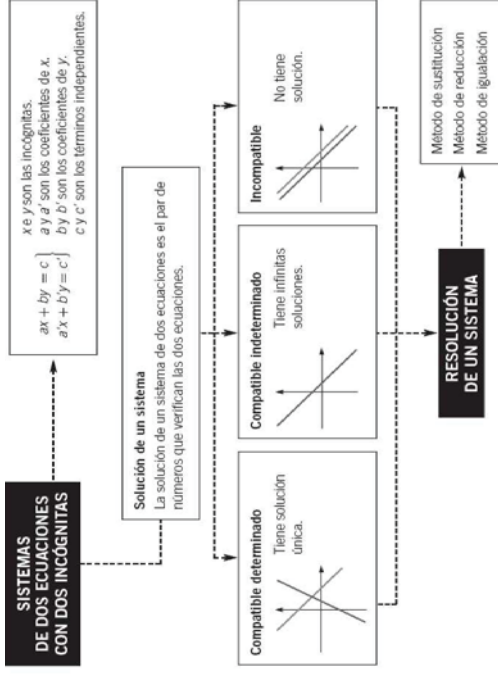 SISTEMAS
DE DOS ECUACIONES
CON DOS INCÓGNITAS
ax + by = c
a'x + b'y = c'
x e y son las incógnitas.
a y a' son los coeficientes de x.
b y b' son los coeficientes de y.
c y c' son los términos independientes.
Solución de un sistema
La solución de un sistema de dos ecuaciones es el par de
números que verifican las dos ecuaciones.
Compatible determinado
Tiene solución
única.
Compatible indeterminado
Tiene infinitas
soluciones.
Incompatible
No tiene
solución.
RESOLUCIÓN
DE UN SISTEMA
Método de sustitución
Método de reducción
Método de igualación